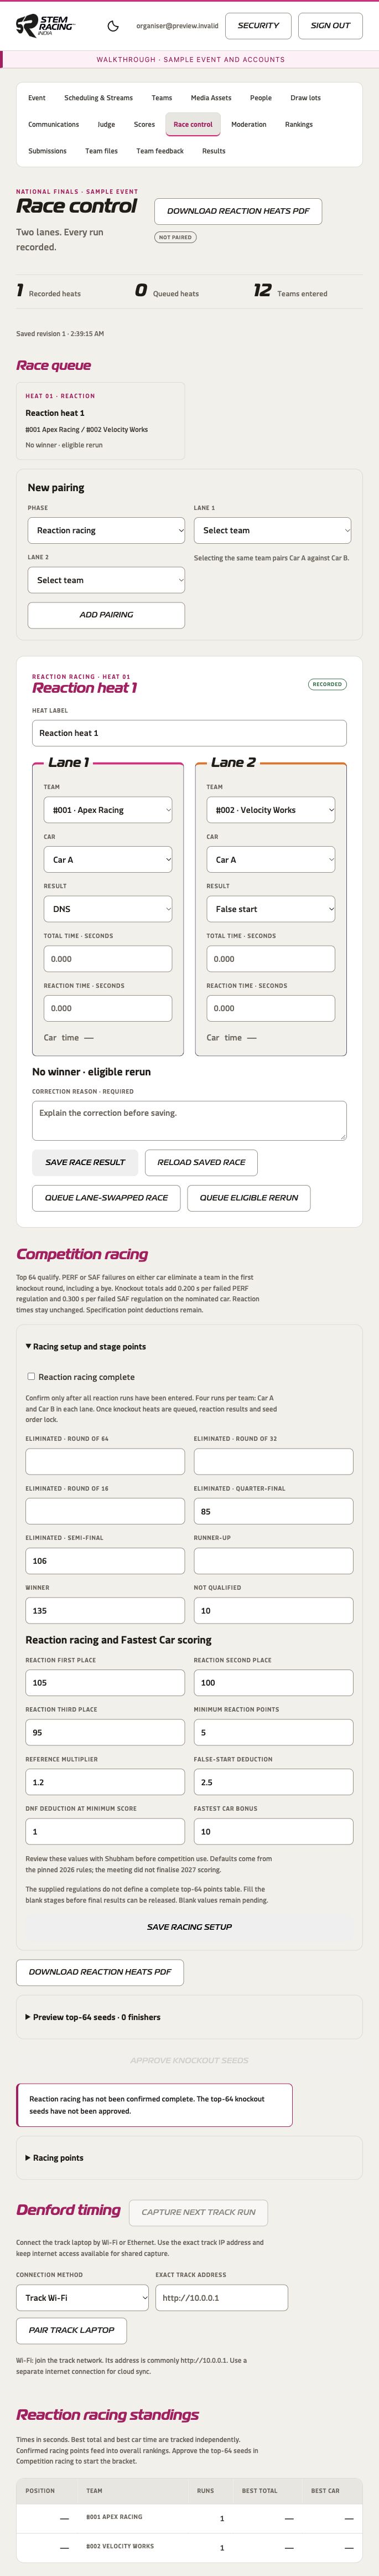 STEM
RACING
INDIA
organiser@preview.invalid
SECURITY
SIGN OUT
WALKTHROUGH · SAMPLE EVENT AND ACCOUNTS
Event
Scheduling & Streams
Teams
Media Assets
People
Draw lots
Communications
Judge
Scores
Race control
Moderation
Rankings
Submissions
Team files
Team feedback
Results
NATIONAL FINALS · SAMPLE EVENT
Race control
Two lanes. Every run
recorded.
DOWNLOAD REACTION HEATS PDF
NOT PAIRED
1 Recorded heats
0 Queued heats
12 Teams entered
Saved revision 1 · 2:39:15 AM
Race queue
HEAT 01 · REACTION
Reaction heat 1
#001 Apex Racing / #002 Velocity Works
No winner · eligible rerun
New pairing
PHASE
Reaction racing
LANE 1
Select team
LANE 2
Select team
Selecting the same team pairs Car A against Car B.
ADD PAIRING
REACTION RACING · HEAT 01
Reaction heat 1
RECORDED
HEAT LABEL
Reaction heat 1
Lane 1
TEAM
#001 · Apex Racing
CAR
Car A
RESULT
DNS
TOTAL TIME · SECONDS
0.000
REACTION TIME · SECONDS
0.000
Car time —
Lane 2
TEAM
#002 · Velocity Works
CAR
Car A
RESULT
False start
TOTAL TIME · SECONDS
0.000
REACTION TIME · SECONDS
0.000
Car time —
No winner · eligible rerun
CORRECTION REASON · REQUIRED
Explain the correction before saving.
SAVE RACE RESULT
RELOAD SAVED RACE
QUEUE LANE-SWAPPED RACE
QUEUE ELIGIBLE RERUN
Competition racing
Top 64 qualify. PERF or SAF failures on either car eliminate a team in the first
knockout round, including a bye. Knockout totals add 0.200 s per failed PERF
regulation and 0.300 s per failed SAF regulation on the nominated car. Reaction
times stay unchanged. Specification point deductions remain.
▼ Racing setup and stage points
Reaction racing complete
Confirm only after all reaction runs have been entered. Four runs per team: Car A
and Car B in each lane. Once knockout heats are queued, reaction results and seed
order lock.
ELIMINATED · ROUND OF 64
ELIMINATED · ROUND OF 32
ELIMINATED · ROUND OF 16
ELIMINATED · QUARTER-FINAL
85
ELIMINATED · SEMI-FINAL
106
RUNNER-UP
WINNER
135
NOT QUALIFIED
10
Reaction racing and Fastest Car scoring
REACTION FIRST PLACE
105
REACTION SECOND PLACE
100
REACTION THIRD PLACE
95
MINIMUM REACTION POINTS
5
REFERENCE MULTIPLIER
1.2
FALSE-START DEDUCTION
2.5
DNF DEDUCTION AT MINIMUM SCORE
1
FASTEST CAR BONUS
10
Review these values with Shubham before competition use. Defaults come from
the pinned 2026 rules; the meeting did not finalise 2027 scoring.
The supplied regulations do not define a complete top-64 points table. Fill the
blank stages before final results can be released. Blank values remain pending.
SAVE RACING SETUP
DOWNLOAD REACTION HEATS PDF
▶ Preview top-64 seeds · 0 finishers
APPROVE KNOCKOUT SEEDS
Reaction racing has not been confirmed complete. The top-64 knockout
seeds have not been approved.
▶ Racing points
Denford timing
CAPTURE NEXT TRACK RUN
Connect the track laptop by Wi-Fi or Ethernet. Use the exact track IP address and
keep internet access available for shared capture.
CONNECTION METHOD
Track Wi-Fi
EXACT TRACK ADDRESS
http://10.0.0.1
PAIR TRACK LAPTOP
Wi-Fi: join the track network. Its address is commonly http://10.0.0.1. Use a
separate internet connection for cloud sync.
Reaction racing standings
Times in seconds. Best total and best car time are tracked independently.
Confirmed racing points feed into overall rankings. Approve the top-64 seeds in
Competition racing to start the bracket.
POSITION TEAM RUNS BEST TOTAL BEST CAR
— #001 APEX RACING 1 — —
— #002 VELOCITY WORKS 1 — —